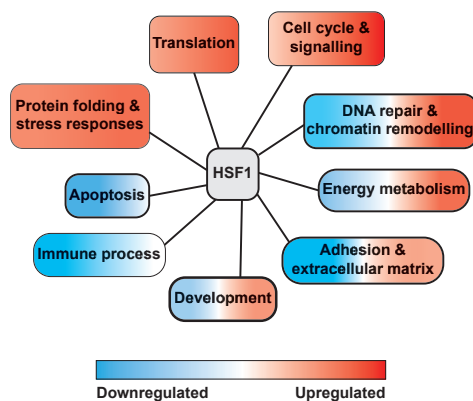 Translation
Cell cycle &
signalling
Protein folding &
stress responses
DNA repair &
chromatin remodelling
HSF1
Apoptosis
Energy metabolism
Immune process
Adhesion &
extracellular matrix
Development
Downregulated
Upregulated